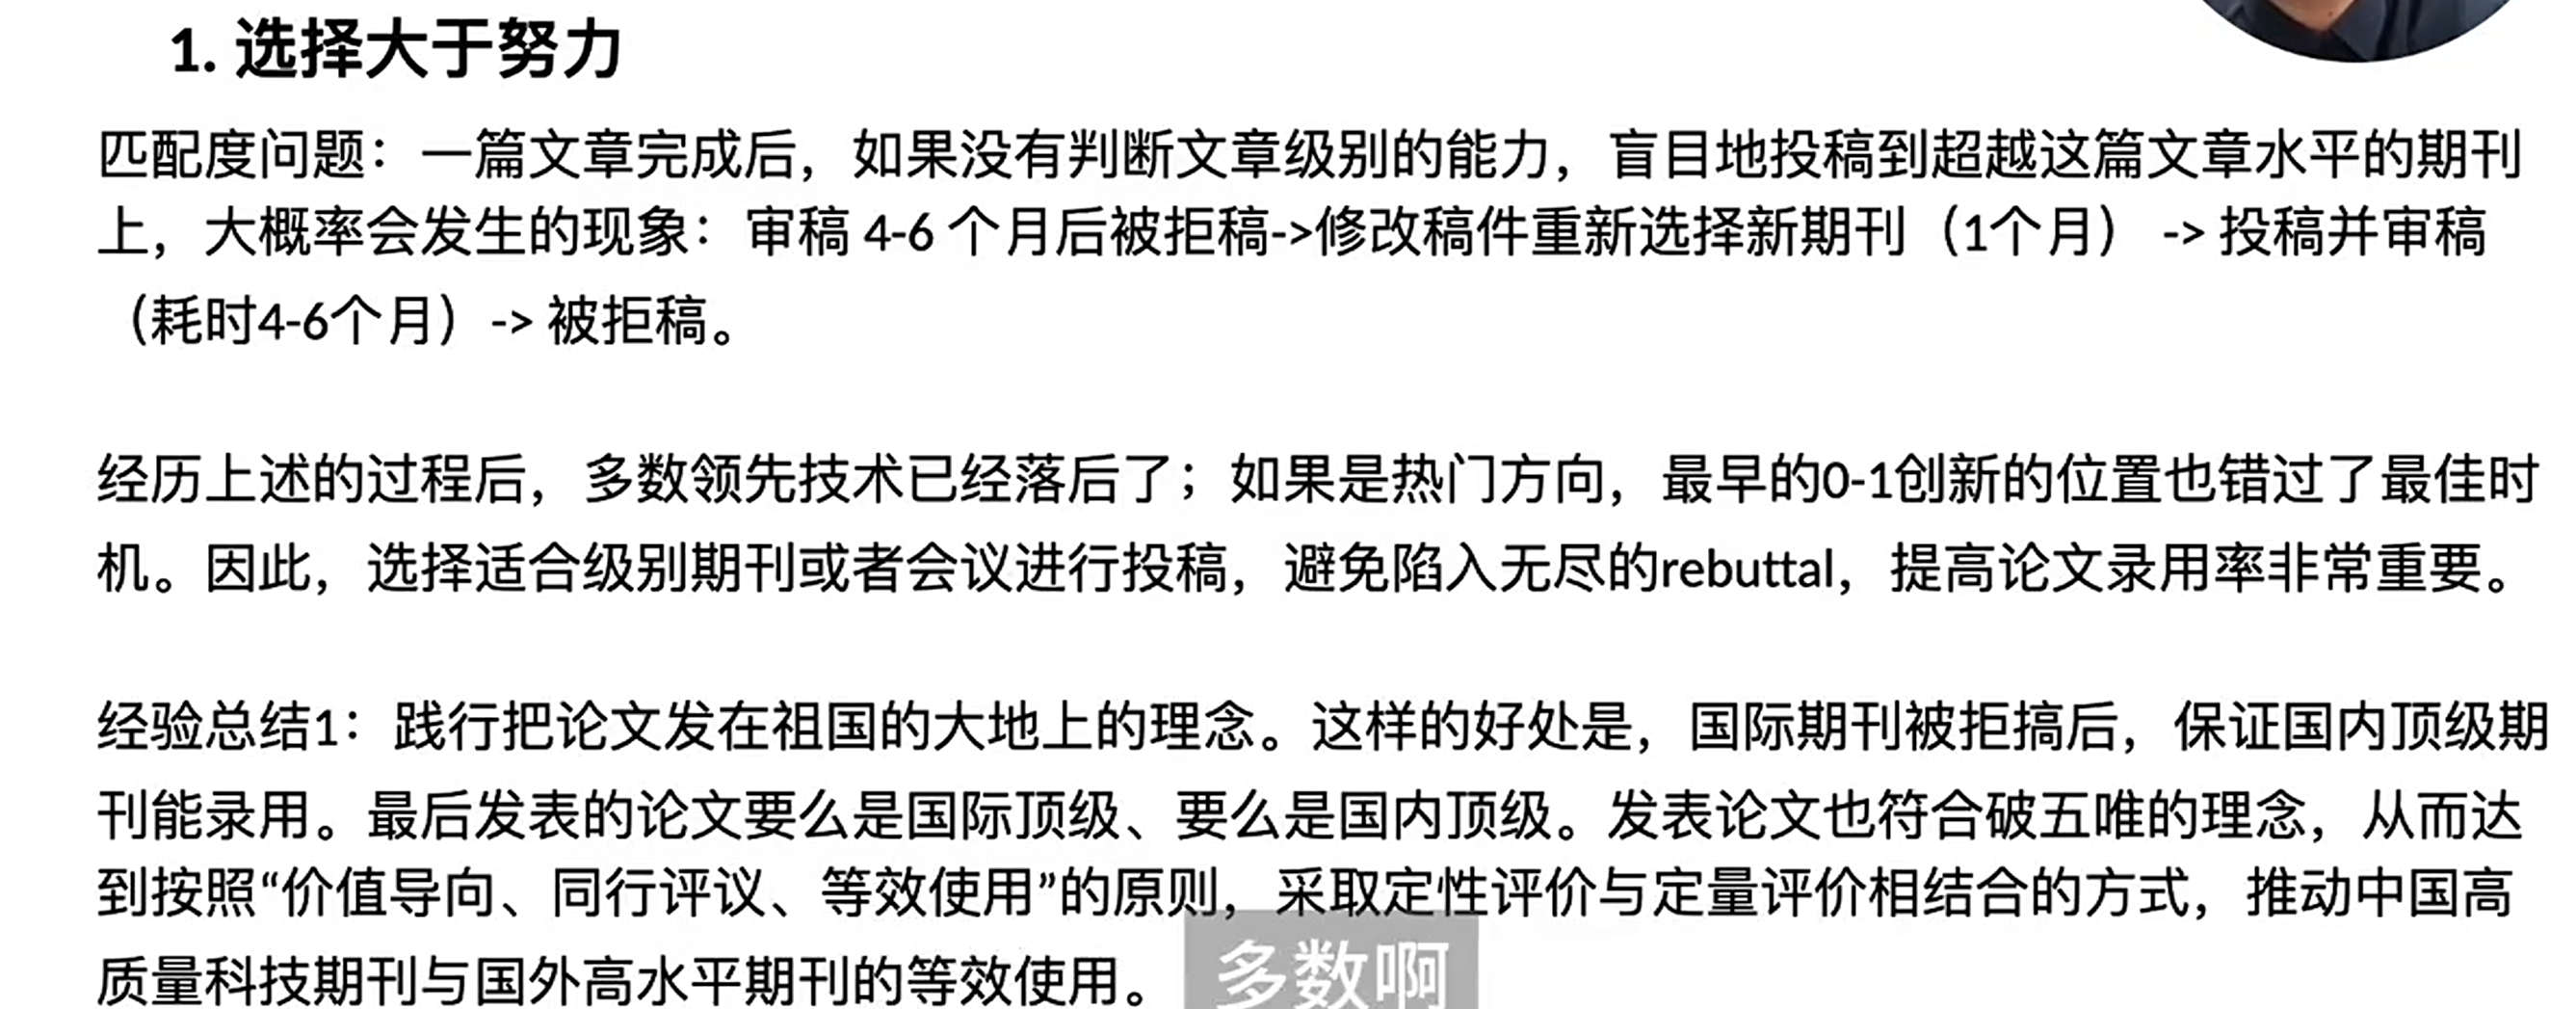 1. 选择大于努力
匹配度问题：一篇文章完成后，如果没有判断文章级别的能力，盲目地投稿到超越这篇文章水平的期刊
上，大概率会发生的现象：审稿 4-6 个月后被拒稿->修改稿件重新选择新期刊（1个月） -> 投稿并审稿
（耗时4-6个月）-> 被拒稿。
经历上述的过程后，多数领先技术已经落后了；如果是热门方向，最早的0-1创新的位置也错过了最佳时
机。因此，选择适合级别期刊或者会议进行投稿，避免陷入无尽的rebuttal，提高论文录用率非常重要。
经验总结1：践行把论文发在祖国的大地上的理念。这样的好处是，国际期刊被拒搞后，保证国内顶级期
刊能录用。最后发表的论文要么是国际顶级、要么是国内顶级。发表论文也符合破五唯的理念，从而达
到按照“价值导向、同行评议、等效使用”的原则，采取定性评价与定量评价相结合的方式，推动中国高
质量科技期刊与国外高水平期刊的等效使用。
多数啊